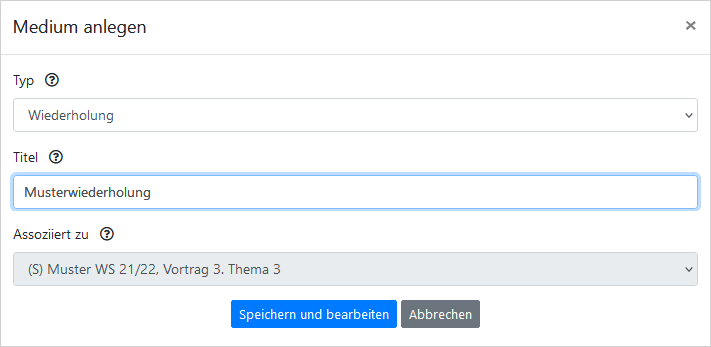 Medium anlegen
×
Typ ?
Wiederholung
Titel ?
Musterwiederholung
Assoziiert zu ?
(S) Muster WS 21/22, Vortrag 3. Thema 3
Speichern und bearbeiten Abbrechen